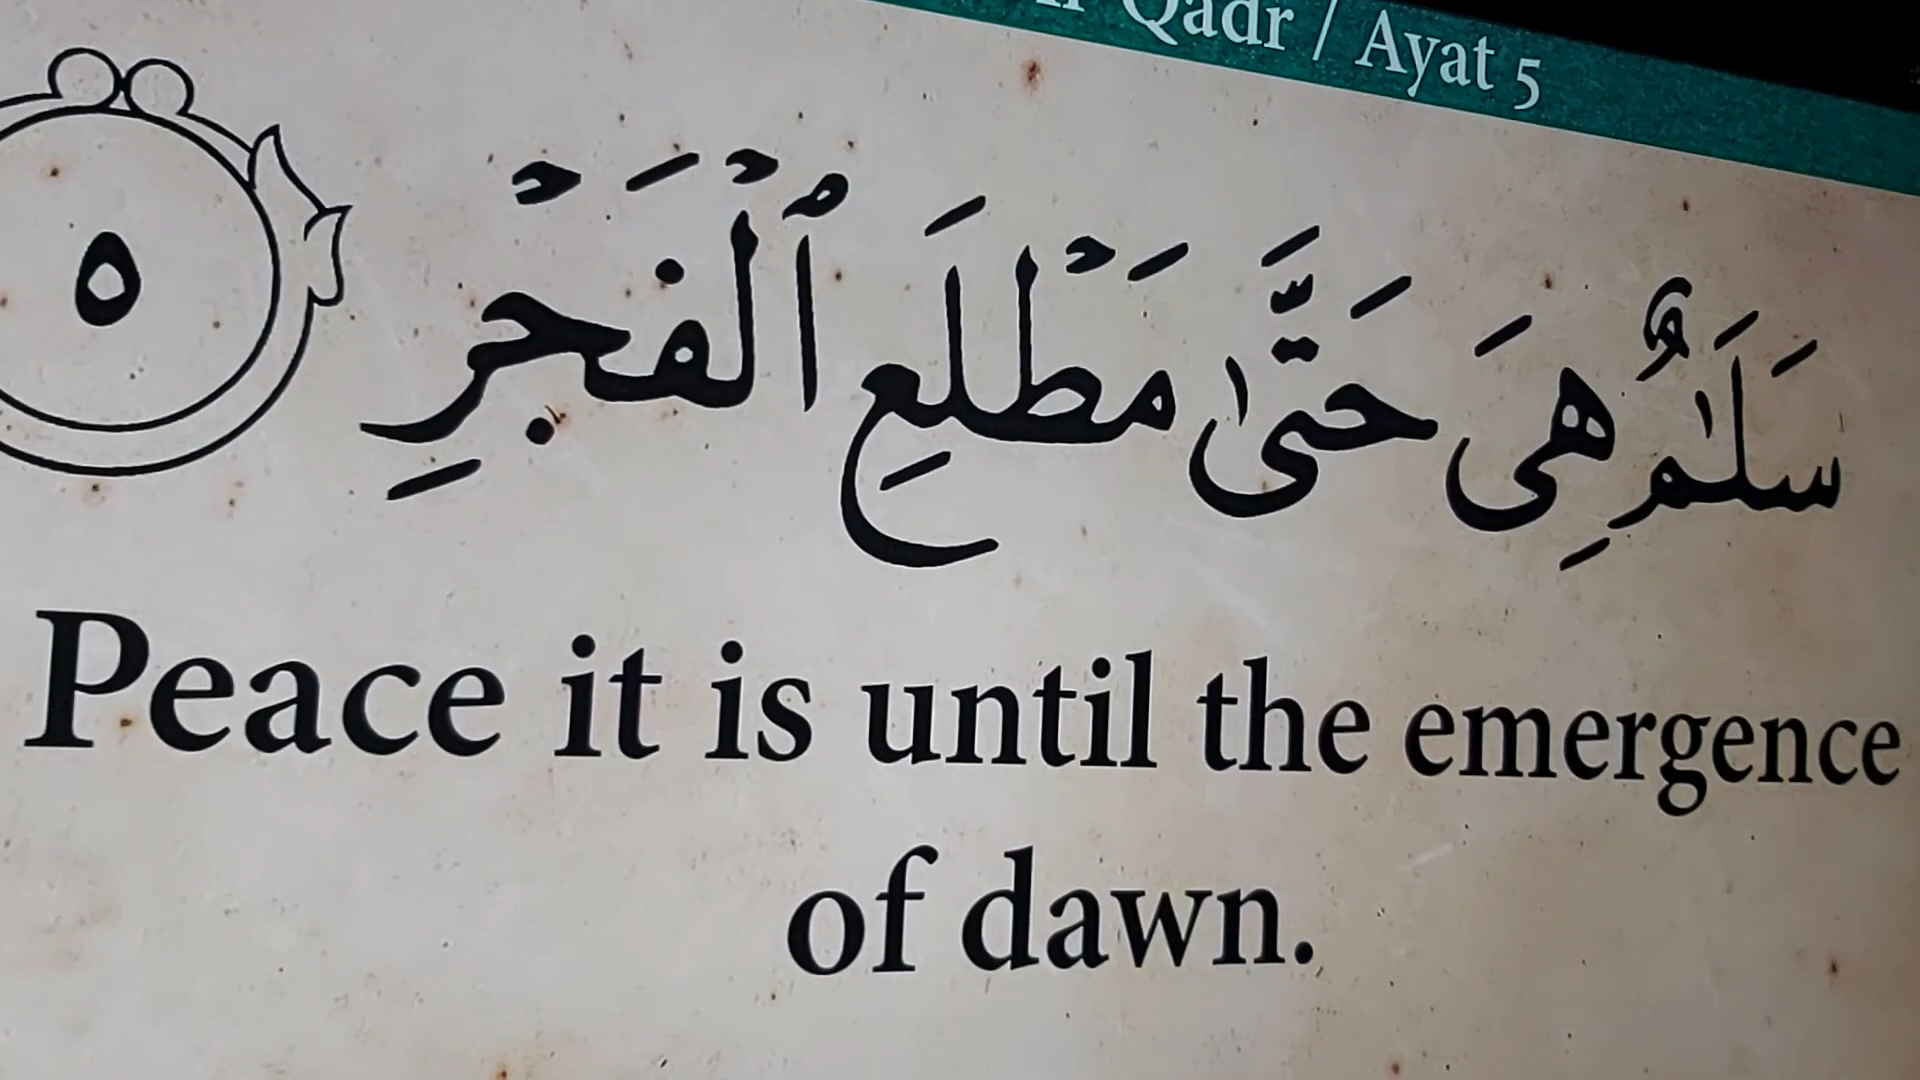 Qadr / Ayat 5
سَلَـٰمٌ هِىَ حَتَّىٰ مَطْلَعِ ٱلْفَجْرِ ٥
Peace it is until the emergence
of dawn.